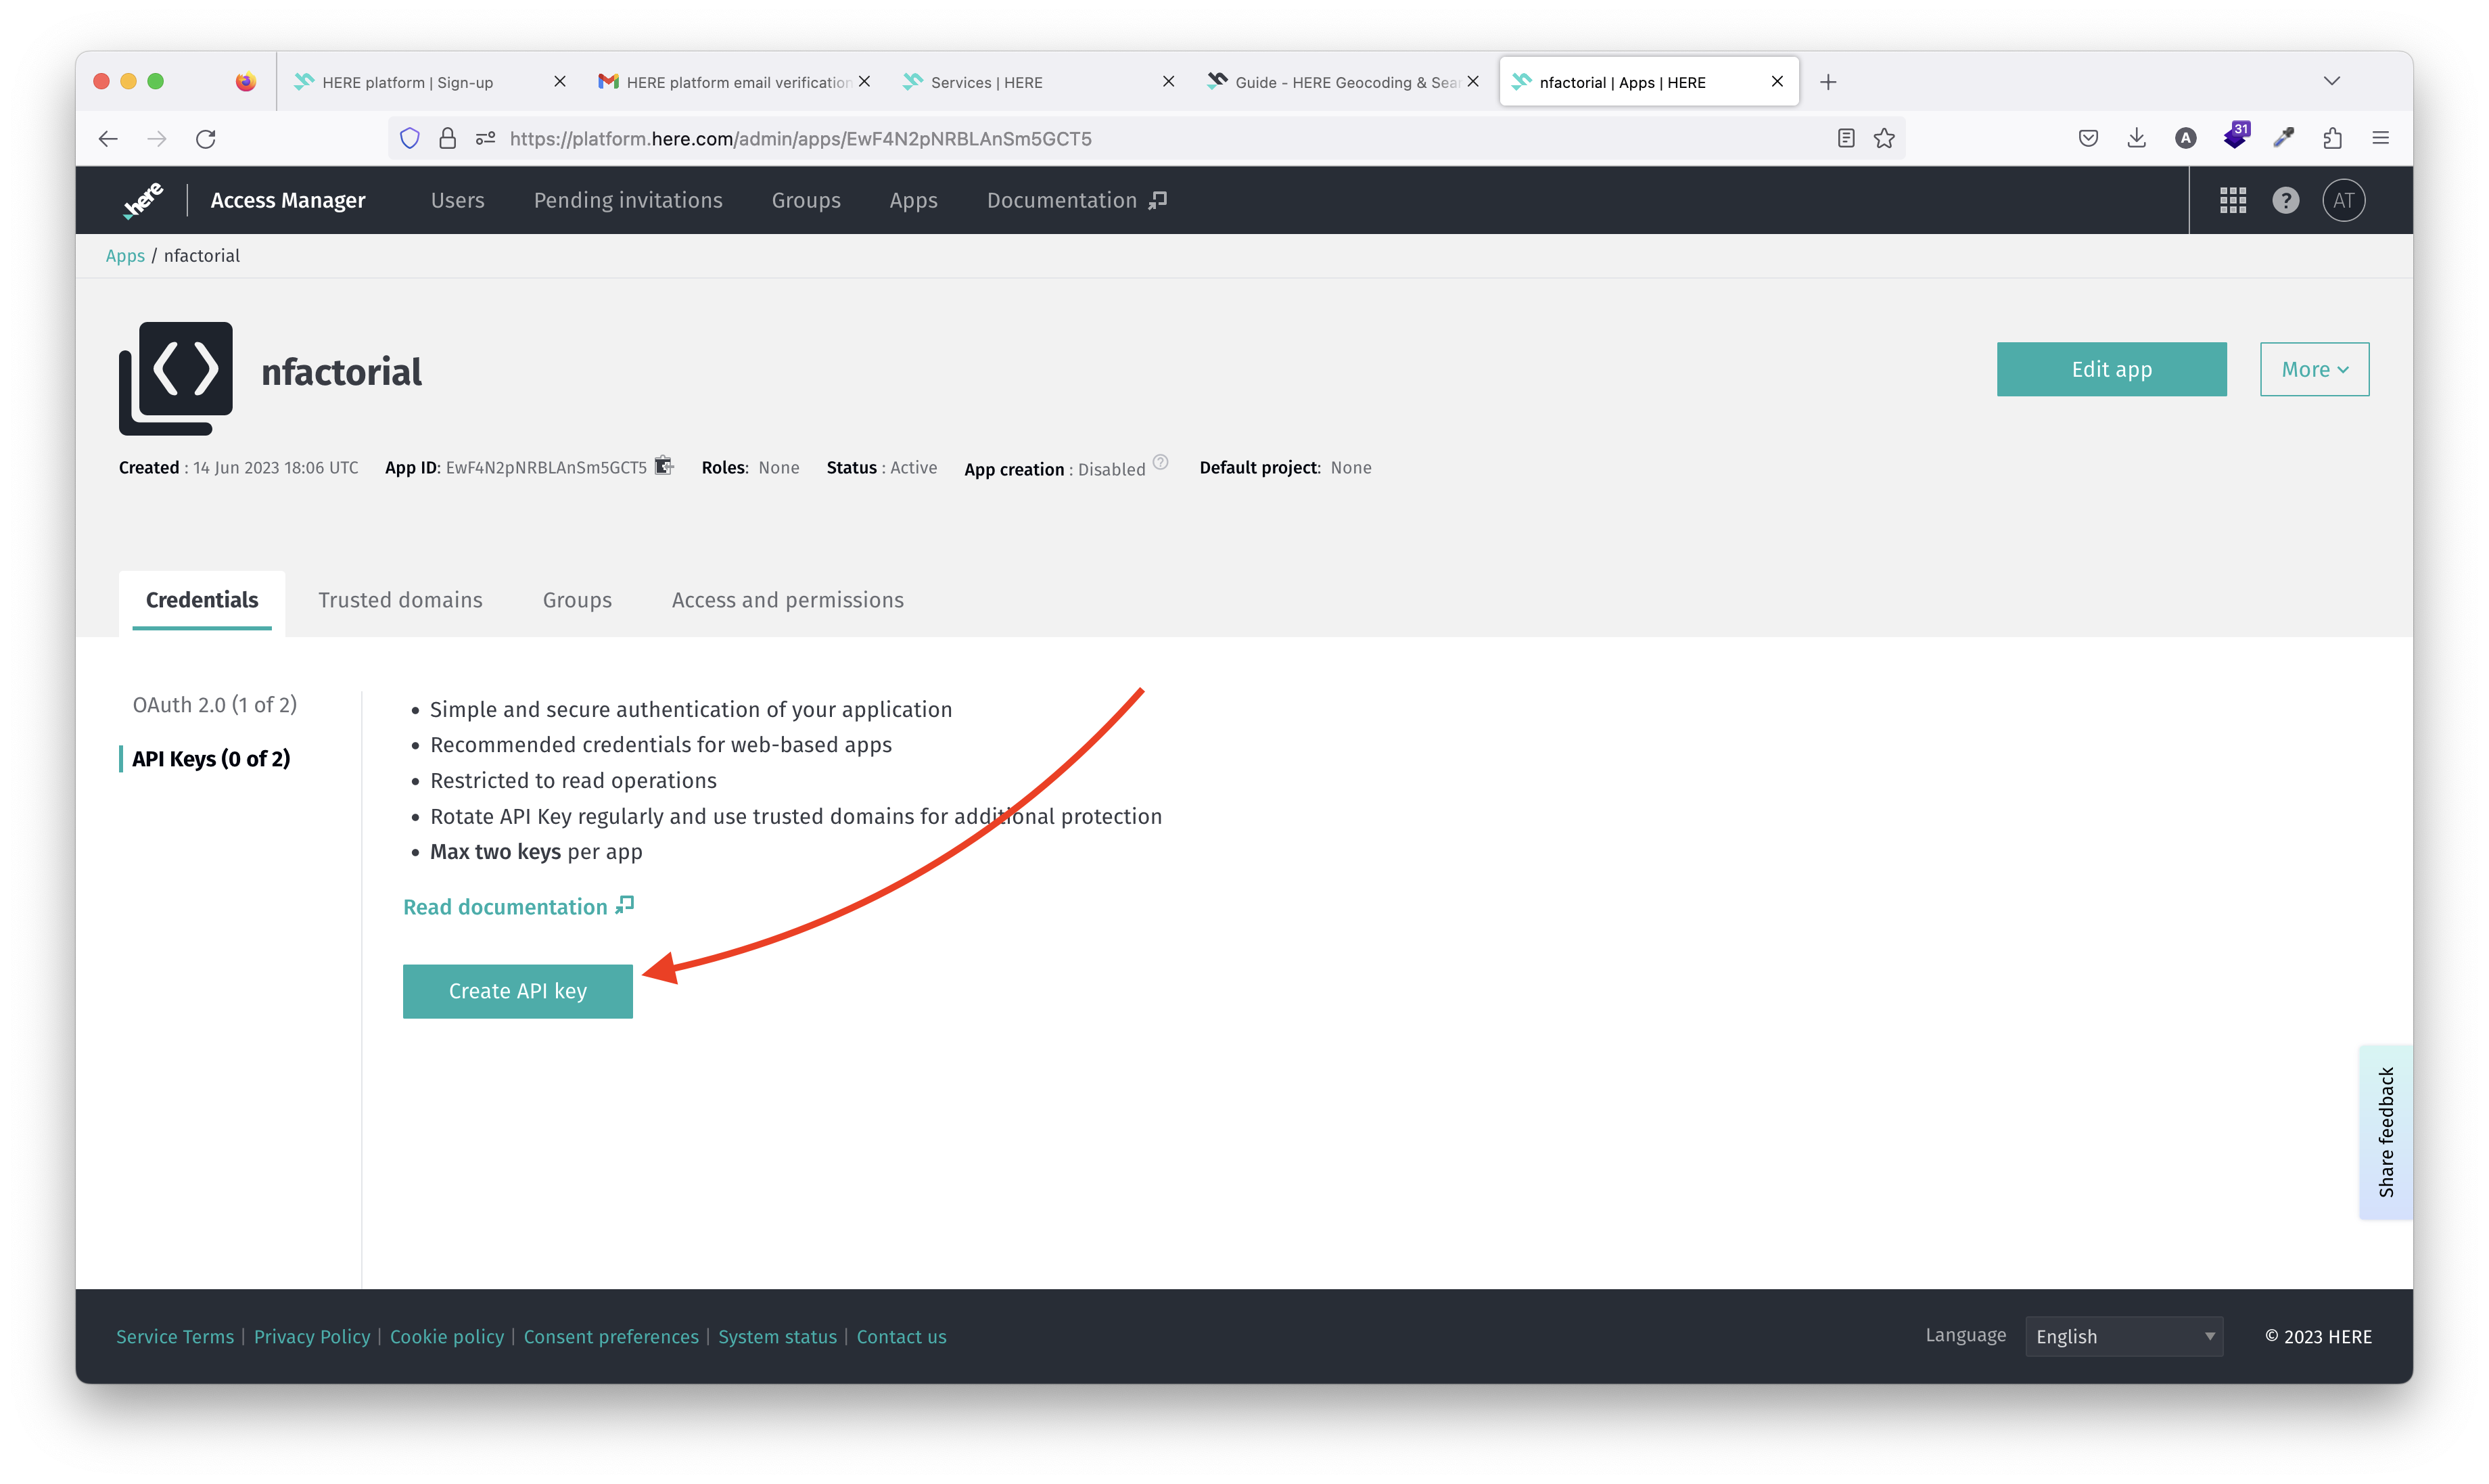 HERE platform | Sign-up
HERE platform email verification
Services | HERE
Guide - HERE Geocoding & Sea
nfactorial | Apps | HERE
https://platform.here.com/admin/apps/EwF4N2pNRBLAnSm5GCT5
A
31
here
Access Manager
Users
Pending invitations
Groups
Apps
Documentation
?
AT
Apps / nfactorial
nfactorial
Edit app
More
Created : 14 Jun 2023 18:06 UTC
App ID: EwF4N2pNRBLAnSm5GCT5
Roles: None
Status : Active
App creation : Disabled
?
Default project: None
Credentials
Trusted domains
Groups
Access and permissions
OAuth 2.0 (1 of 2)
API Keys (0 of 2)
• Simple and secure authentication of your application
• Recommended credentials for web-based apps
• Restricted to read operations
• Rotate API Key regularly and use trusted domains for additional protection
• Max two keys per app
Read documentation
Create API key
Share feedback
Service Terms | Privacy Policy | Cookie policy | Consent preferences | System status | Contact us
Language
English
© 2023 HERE